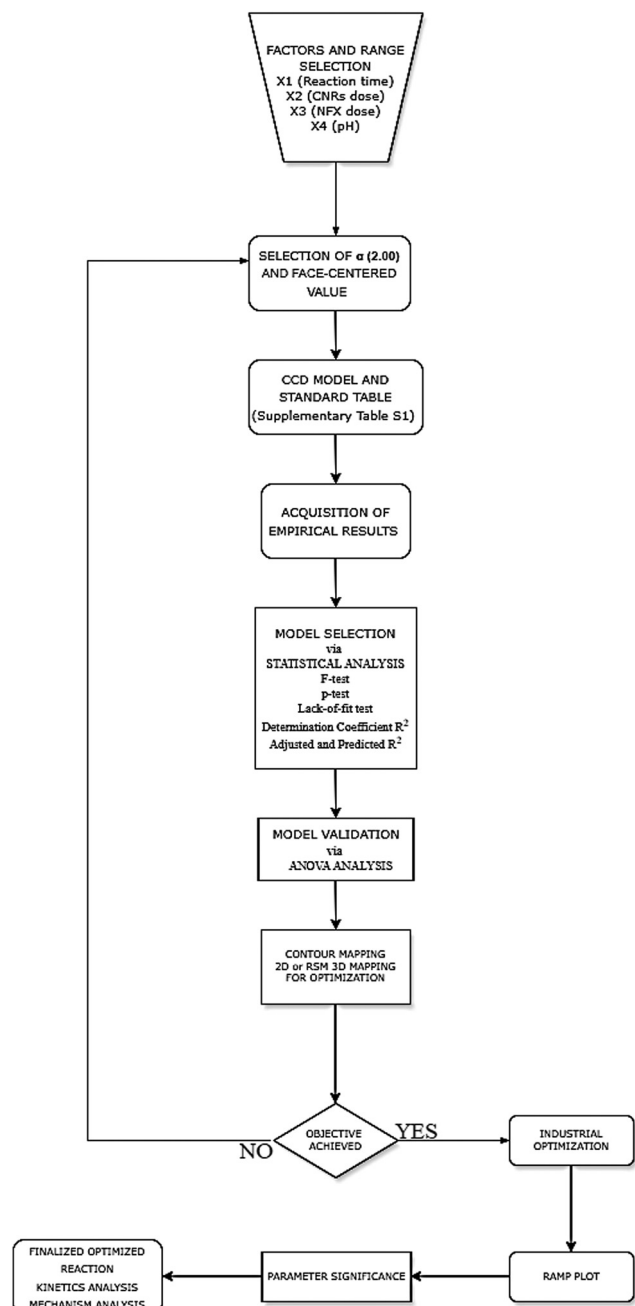 FACTORS AND RANGE
SELECTION
X1 (Reaction time)
X2 (CNRs dose)
X3 (NFX dose)
X4 (pH)
SELECTION OF α (2.00)
AND FACE-CENTERED
VALUE
CCD MODEL AND
STANDARD TABLE
(Supplementary Table S1)
ACQUISITION OF
EMPIRICAL RESULTS
MODEL SELECTION
via
STATISTICAL ANALYSIS
F-test
p-test
Lack-of-fit test
Determination Coefficient R²
Adjusted and Predicted R²
MODEL VALIDATION
via
ANOVA ANALYSIS
CONTOUR MAPPING
2D or RSM 3D MAPPING
FOR OPTIMIZATION
OBJECTIVE
ACHIEVED
NO
YES
INDUSTRIAL
OPTIMIZATION
RAMP PLOT
PARAMETER SIGNIFICANCE
FINALIZED OPTIMIZED
REACTION
KINETICS ANALYSIS
MECHANISM ANALYSIS